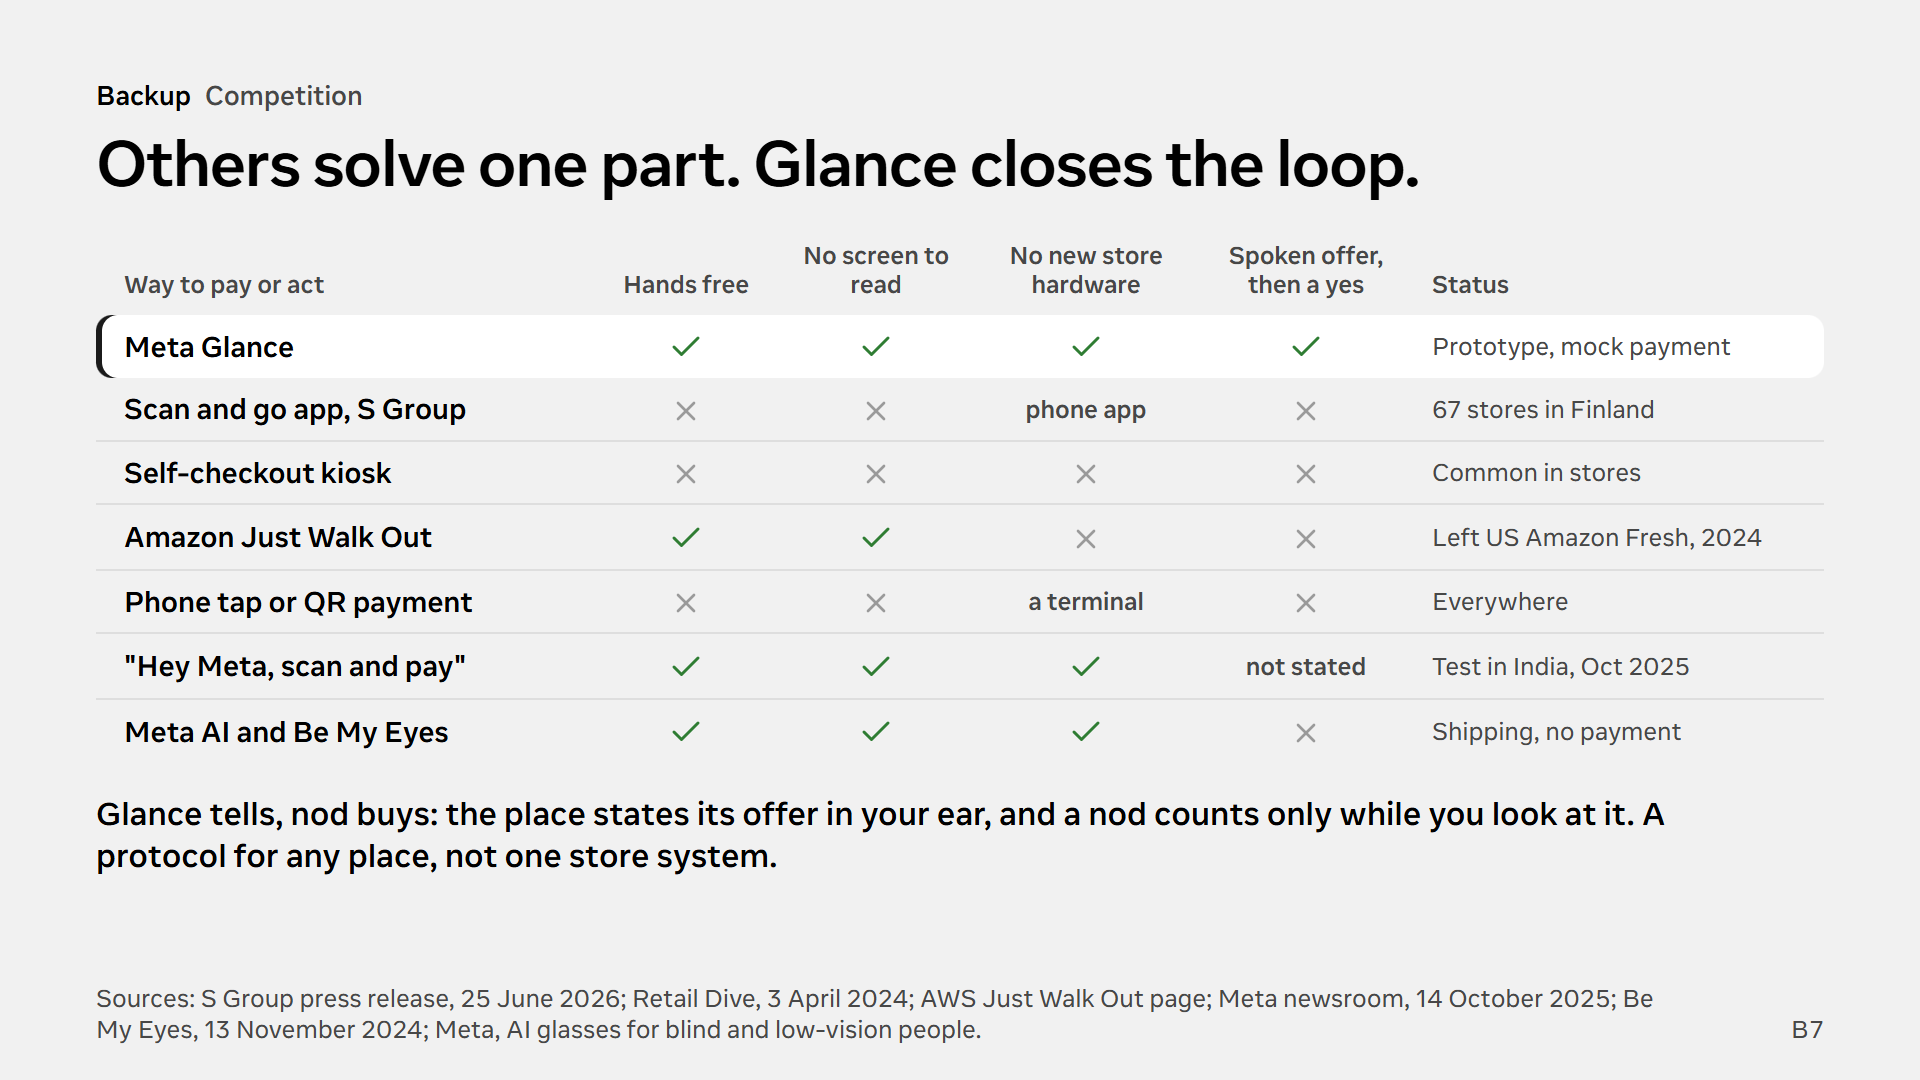 Backup Competition
Others solve one part. Glance closes the loop.
Way to pay or act
Hands free
No screen to
read
No new store
hardware
Spoken offer,
then a yes
Status
Meta Glance
Prototype, mock payment
Scan and go app, S Group
phone app
67 stores in Finland
Self-checkout kiosk
Common in stores
Amazon Just Walk Out
Left US Amazon Fresh, 2024
Phone tap or QR payment
a terminal
Everywhere
"Hey Meta, scan and pay"
not stated
Test in India, Oct 2025
Meta AI and Be My Eyes
Shipping, no payment
Glance tells, nod buys: the place states its offer in your ear, and a nod counts only while you look at it. A
protocol for any place, not one store system.
Sources: S Group press release, 25 June 2026; Retail Dive, 3 April 2024; AWS Just Walk Out page; Meta newsroom, 14 October 2025; Be
My Eyes, 13 November 2024; Meta, AI glasses for blind and low-vision people.
B7